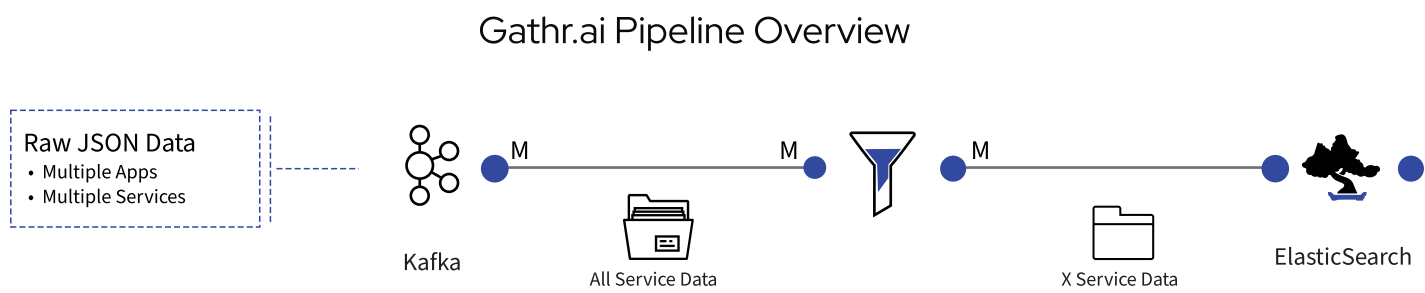 Gathr.ai Pipeline Overview
Raw JSON Data
• Multiple Apps
• Multiple Services
M
M
M
Kafka
All Service Data
X Service Data
ElasticSearch